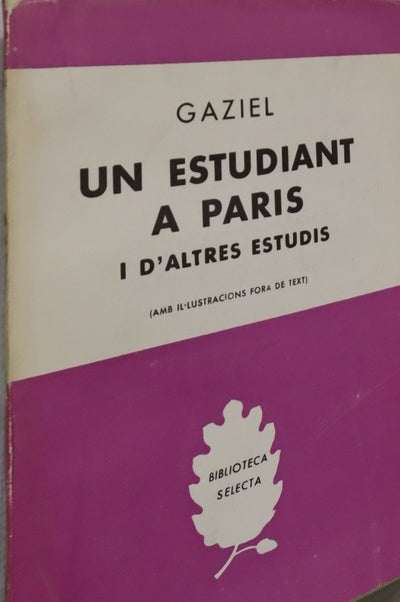 GAZIEL
UN ESTUDIANT
A PARIS
I D'ALTRES ESTUDIS
(AMB IL·LUSTRACIONS FORA DE TEXT)
BIBLIOTECA
SELECTA